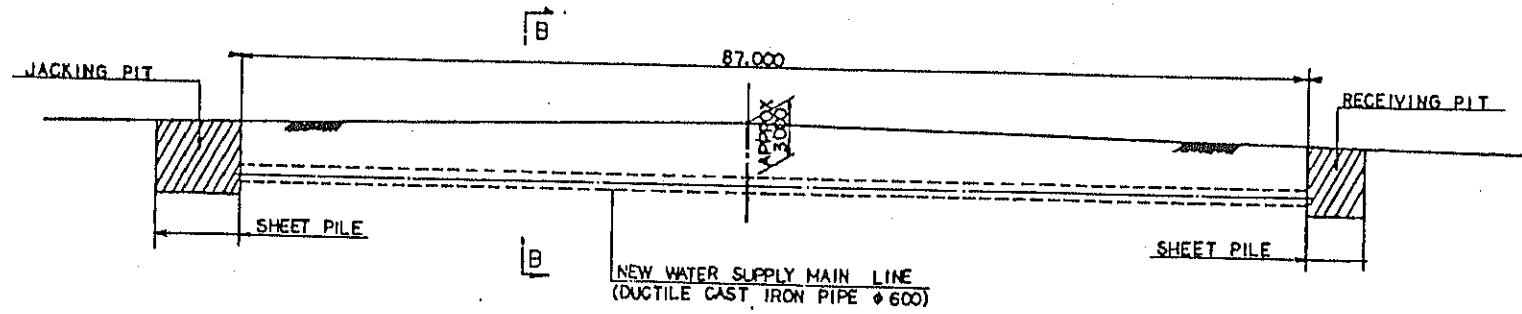 B
87.000
JACKING PIT
RECEIVING PIT
APPROX
3.000
SHEET PILE
SHEET PILE
B
NEW WATER SUPPLY MAIN LINE
(DUCTILE CAST IRON PIPE φ 600)